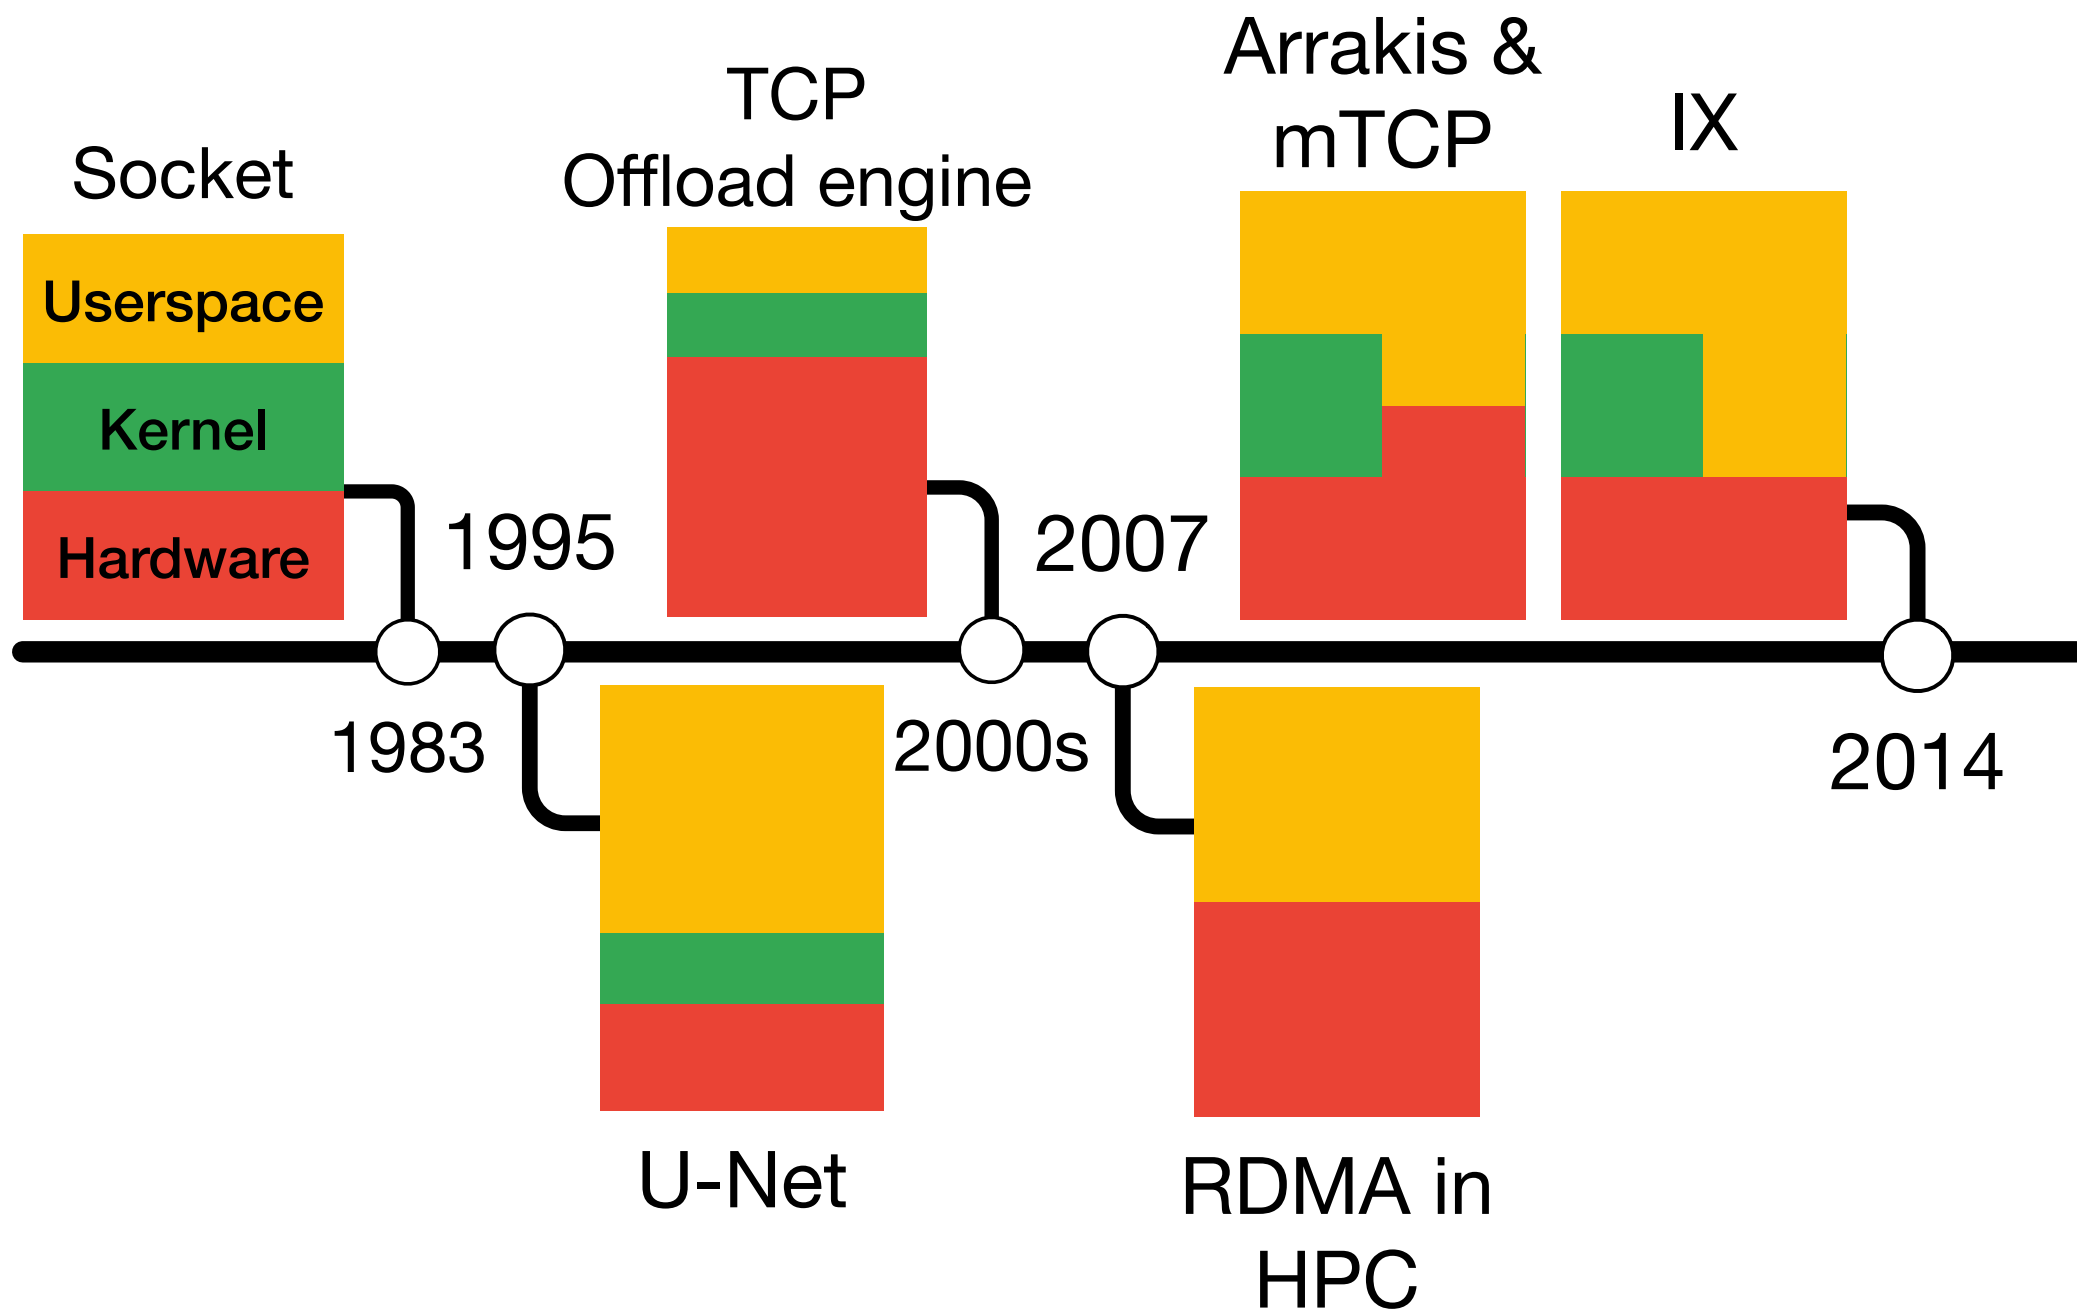 Arrakis &
mTCP
IX
TCP
Offload engine
Socket
Userspace
Kernel
Hardware
1995
2007
1983
2000s
2014
U-Net
RDMA in
HPC